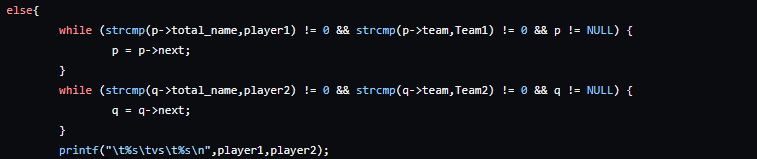 else{
while (strcmp(p->total_name,player1) != 0 && strcmp(p->team,Team1) != 0 && p != NULL) {
p = p->next;
}
while (strcmp(q->total_name,player2) != 0 && strcmp(q->team,Team2) != 0 && q != NULL) {
q = q->next;
}
printf("\t%s\tvs\t%s\n",player1,player2);